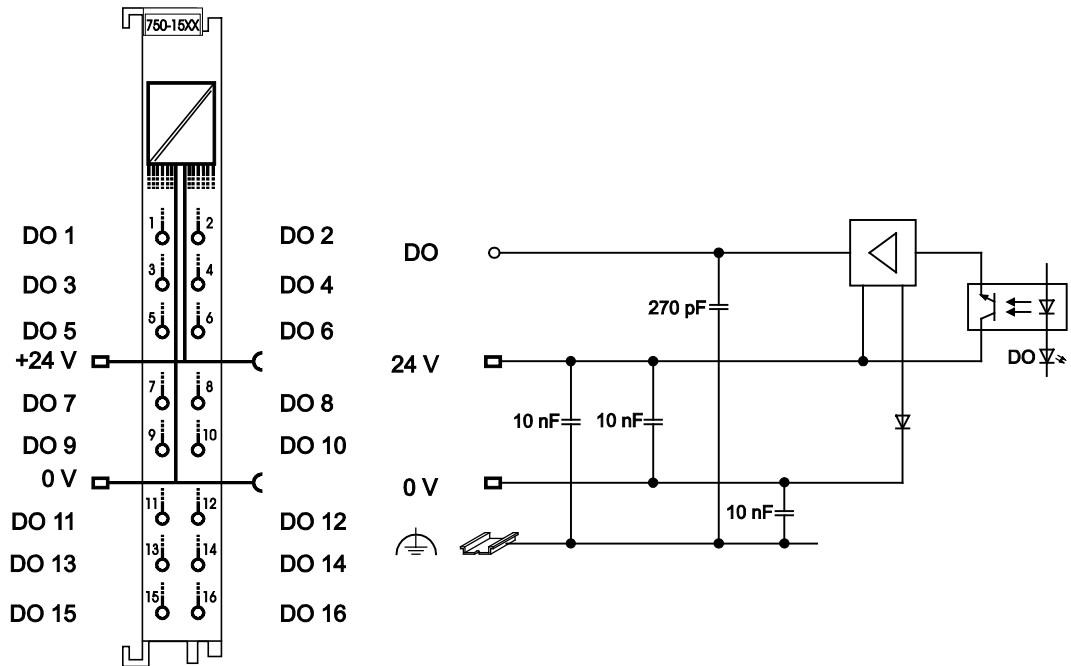 750-15XX
1 2
DO 1 DO 2
3 4
DO 3 DO 4
5 6
DO 5 DO 6
+24 V
7 8
DO 7 DO 8
9 10
DO 9 DO 10
0 V
11 12
DO 11 DO 12
13 14
DO 13 DO 14
15 16
DO 15 DO 16
DO
270 pF
DO
24 V
10 nF 10 nF
0 V
10 nF